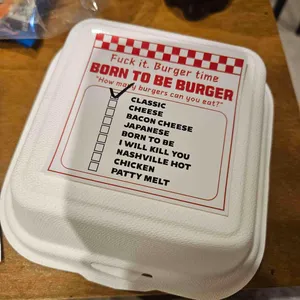 Fuck it. Burger time
BORN TO BE BURGER
"How many burgers can you eat?"
CLASSIC
CHEESE
BACON CHEESE
JAPANESE
BORN TO BE
I WILL KILL YOU
NASHVILLE HOT
CHICKEN
PATTY MELT